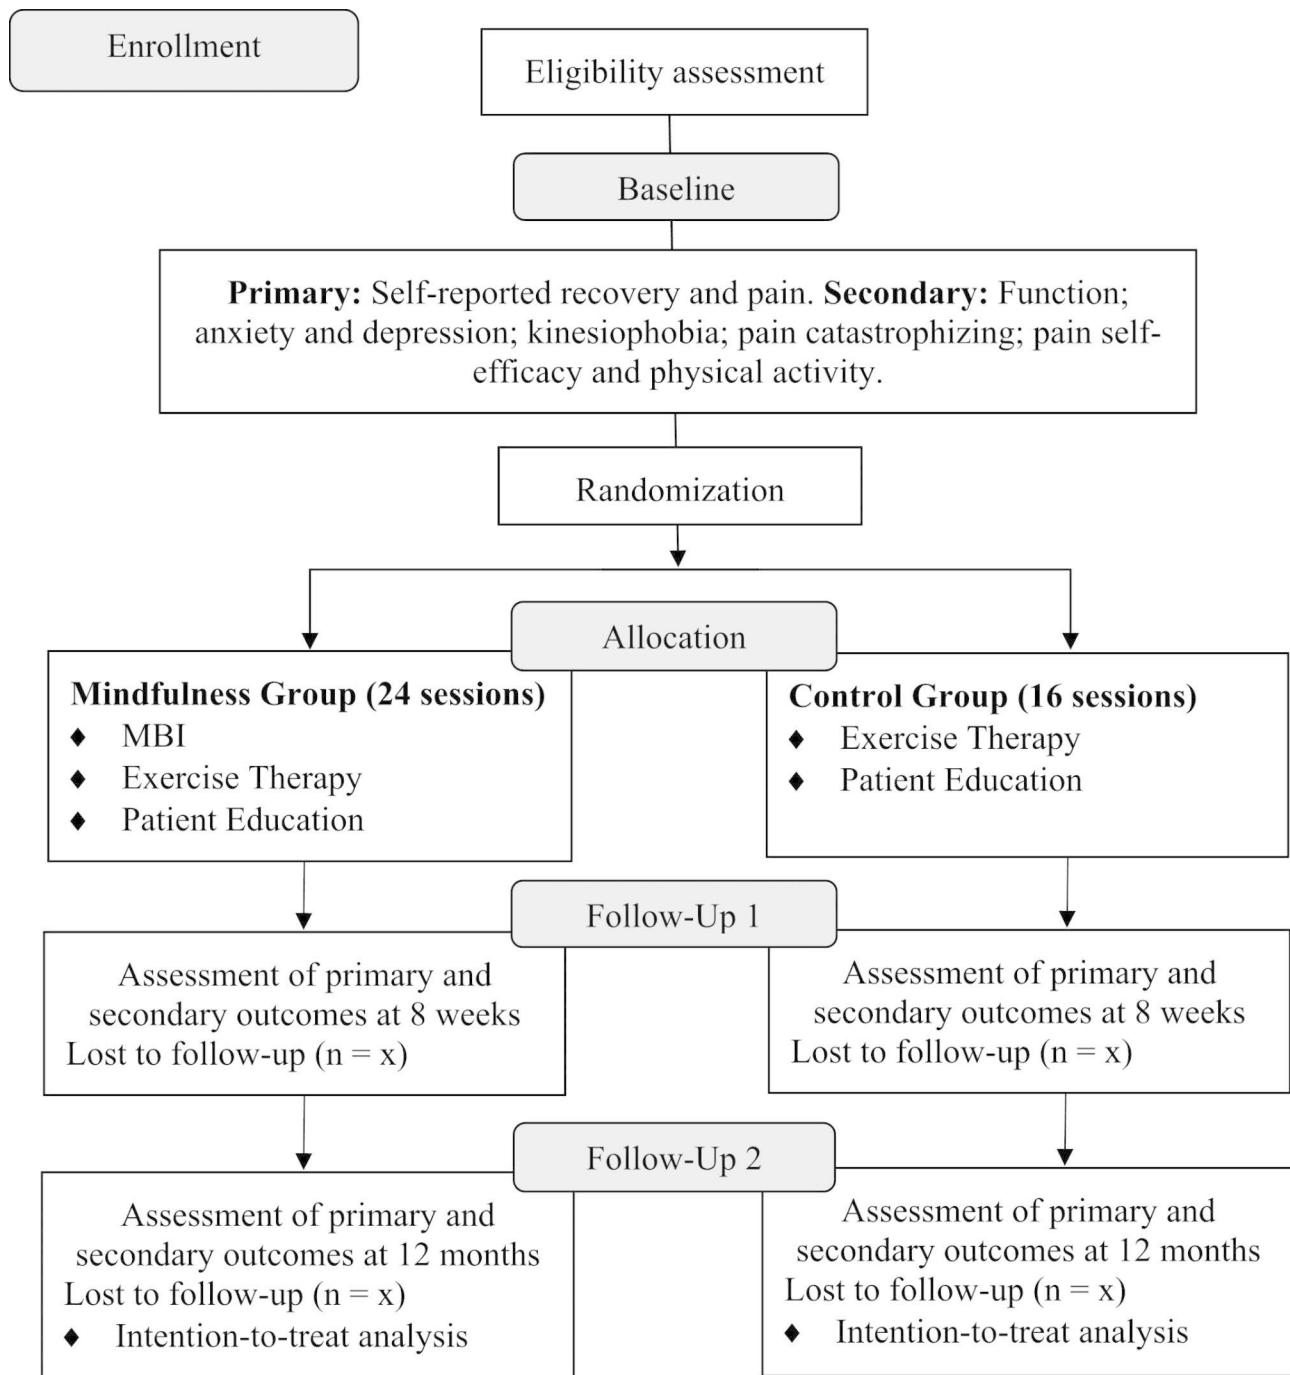 Enrollment
Eligibility assessment
Baseline
Primary: Self-reported recovery and pain. Secondary: Function;
anxiety and depression; kinesiophobia; pain catastrophizing; pain self-
efficacy and physical activity.
Randomization
Allocation
Mindfulness Group (24 sessions)
♦ MBI
♦ Exercise Therapy
♦ Patient Education
Control Group (16 sessions)
♦ Exercise Therapy
♦ Patient Education
Follow-Up 1
Assessment of primary and
secondary outcomes at 8 weeks
Lost to follow-up (n = x)
Assessment of primary and
secondary outcomes at 8 weeks
Lost to follow-up (n = x)
Follow-Up 2
Assessment of primary and
secondary outcomes at 12 months
Lost to follow-up (n = x)
♦ Intention-to-treat analysis
Assessment of primary and
secondary outcomes at 12 months
Lost to follow-up (n = x)
♦ Intention-to-treat analysis